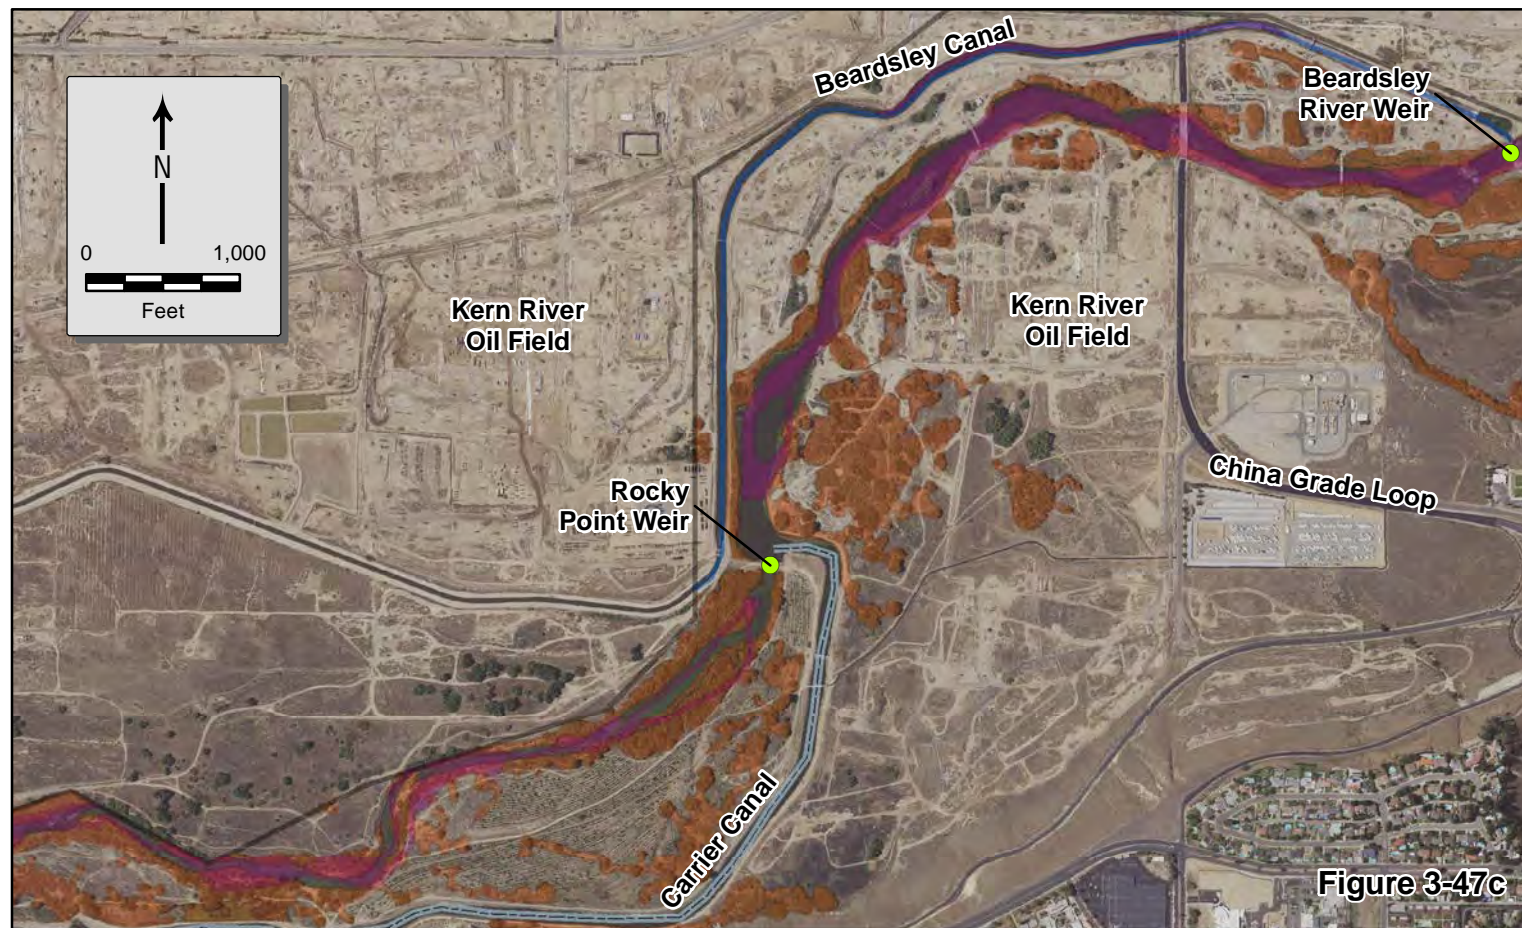 Beardsley Canal
Beardsley
River Weir
N
0 1,000
Feet
Kern River
Oil Field
Kern River
Oil Field
China Grade Loop
Rocky
Point Weir
Carrier Canal
Figure 3-47c